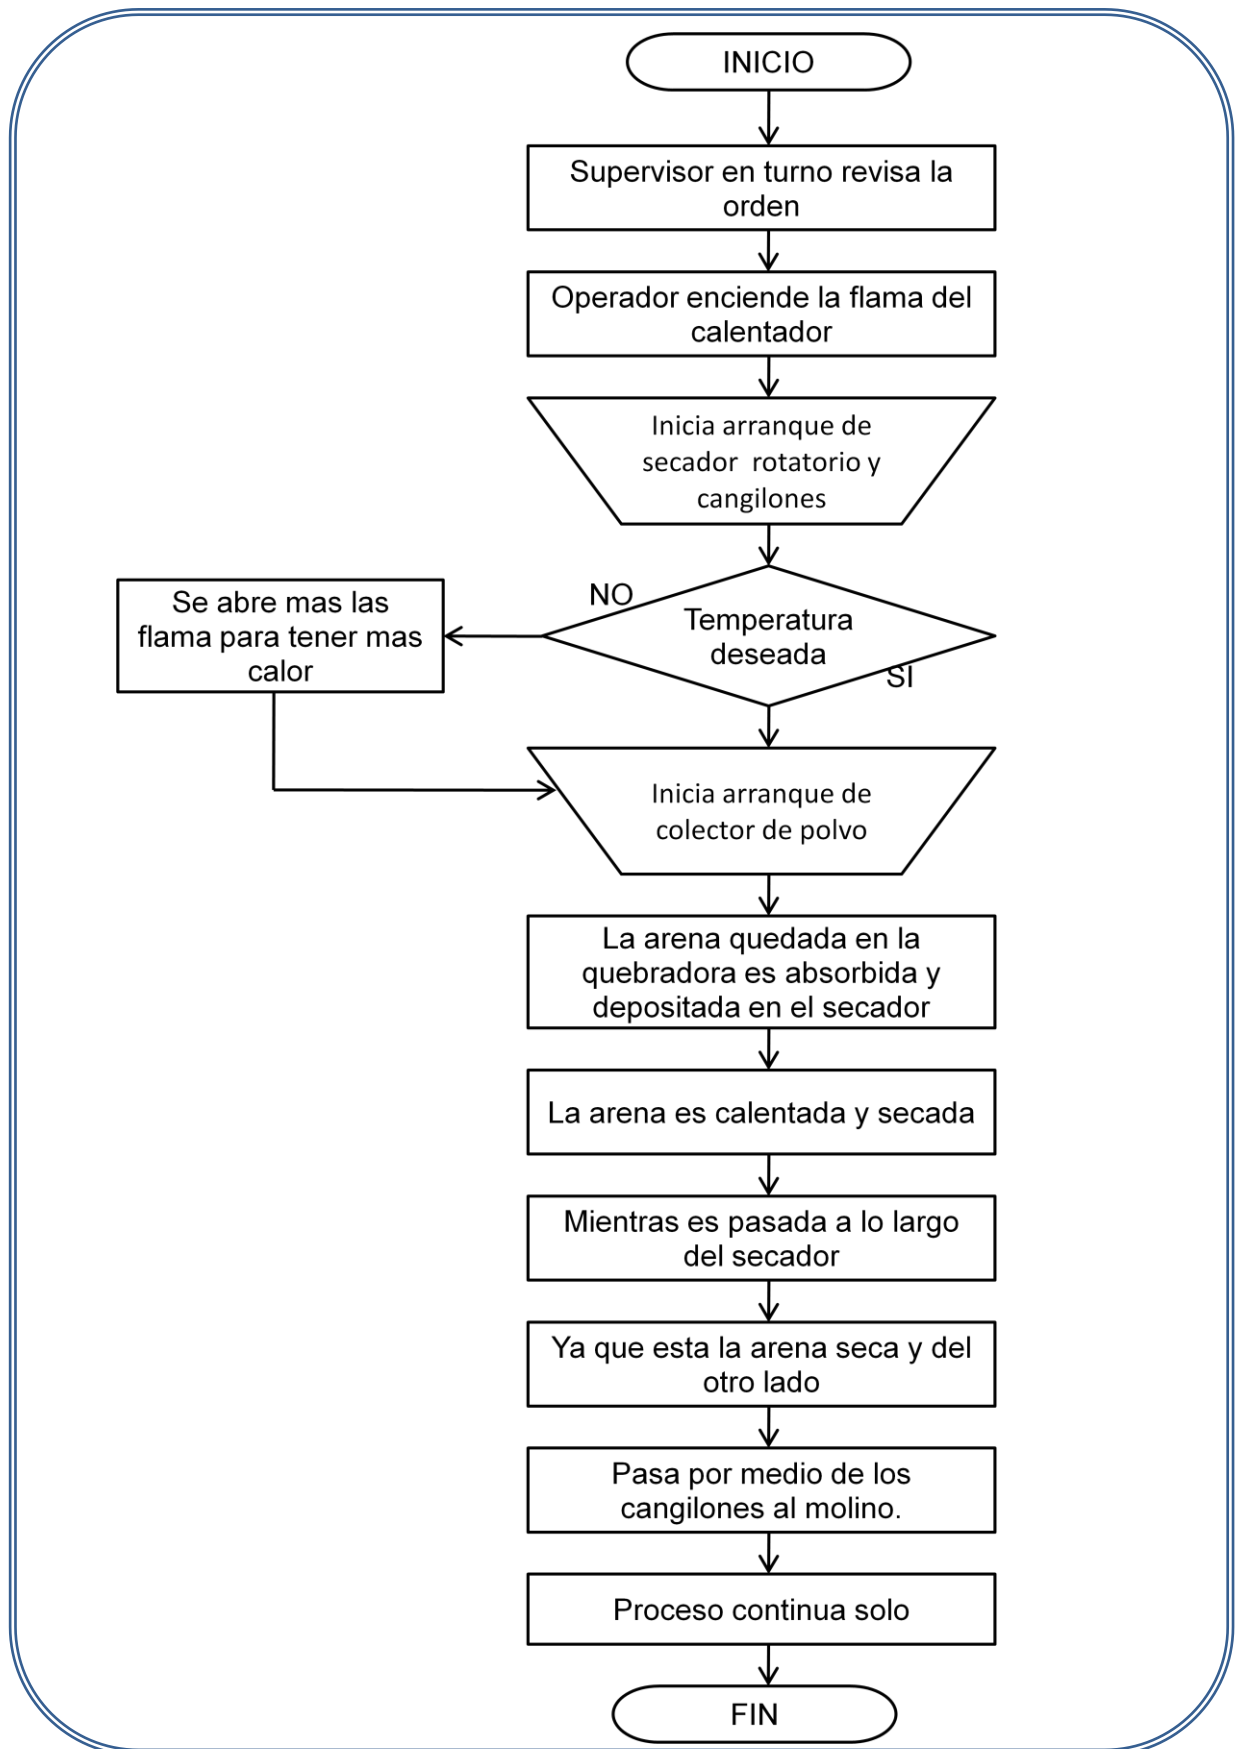 INICIO
Supervisor en turno revisa la
orden
Operador enciende la flama del
calentador
Inicia arranque de
secador rotatorio y
cangilones
NO
Se abre mas las
flama para tener mas
calor
Temperatura
deseada
SI
Inicia arranque de
colector de polvo
La arena quedada en la
quebradora es absorbida y
depositada en el secador
La arena es calentada y secada
Mientras es pasada a lo largo
del secador
Ya que esta la arena seca y del
otro lado
Pasa por medio de los
cangilones al molino.
Proceso continua solo
FIN